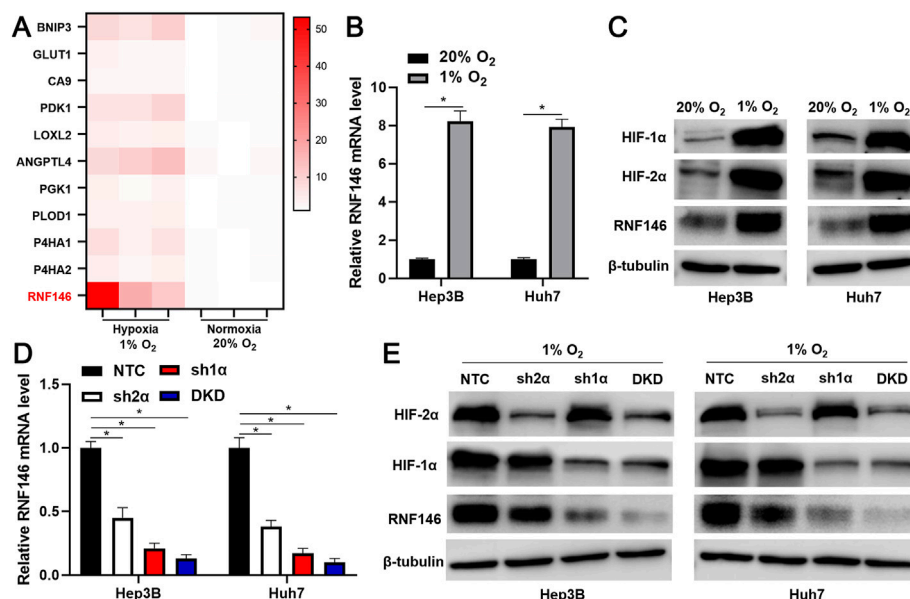 A
BNIP3
GLUT1
CA9
PDK1
LOXL2
ANGPTL4
PGK1
PLOD1
P4HA1
P4HA2
RNF146
50
40
30
20
10
Hypoxia
1% O₂
Normoxia
20% O₂
B
20% O₂
1% O₂
Relative RNF146 mRNA level
10
8
6
4
2
0
*
*
Hep3B
Huh7
C
20% O₂ 1% O₂ 20% O₂ 1% O₂
HIF-1α
HIF-2α
RNF146
β-tubulin
Hep3B
Huh7
D
NTC
sh1α
sh2α
DKD
Relative RNF146 mRNA level
1.5
1.0
0.5
0.0
*
*
*
*
*
*
Hep3B
Huh7
E
1% O₂
1% O₂
NTC sh2α sh1α DKD
NTC sh2α sh1α DKD
HIF-2α
HIF-1α
RNF146
β-tubulin
Hep3B
Huh7